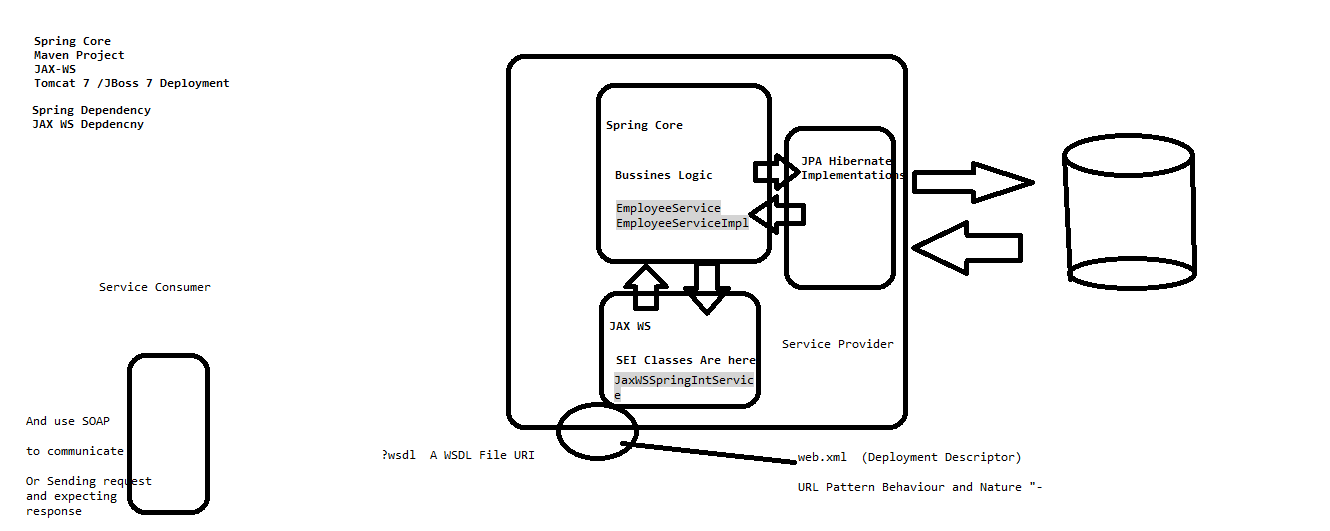 Spring Core
Maven Project
JAX-WS
Tomcat 7 /JBoss 7 Deployment
Spring Dependency
JAX WS Depdencny
Spring Core
Bussines Logic
EmployeeService
EmployeeServiceImpl
JPA Hibernate
Implementations
JAX WS
SEI Classes Are here
JaxWSSpringIntServic
e
Service Provider
Service Consumer
And use SOAP
to communicate
Or Sending request
and expecting
response
?wsdl  A WSDL File URI
web.xml  (Deployment Descriptor)
URL Pattern Behaviour and Nature "-